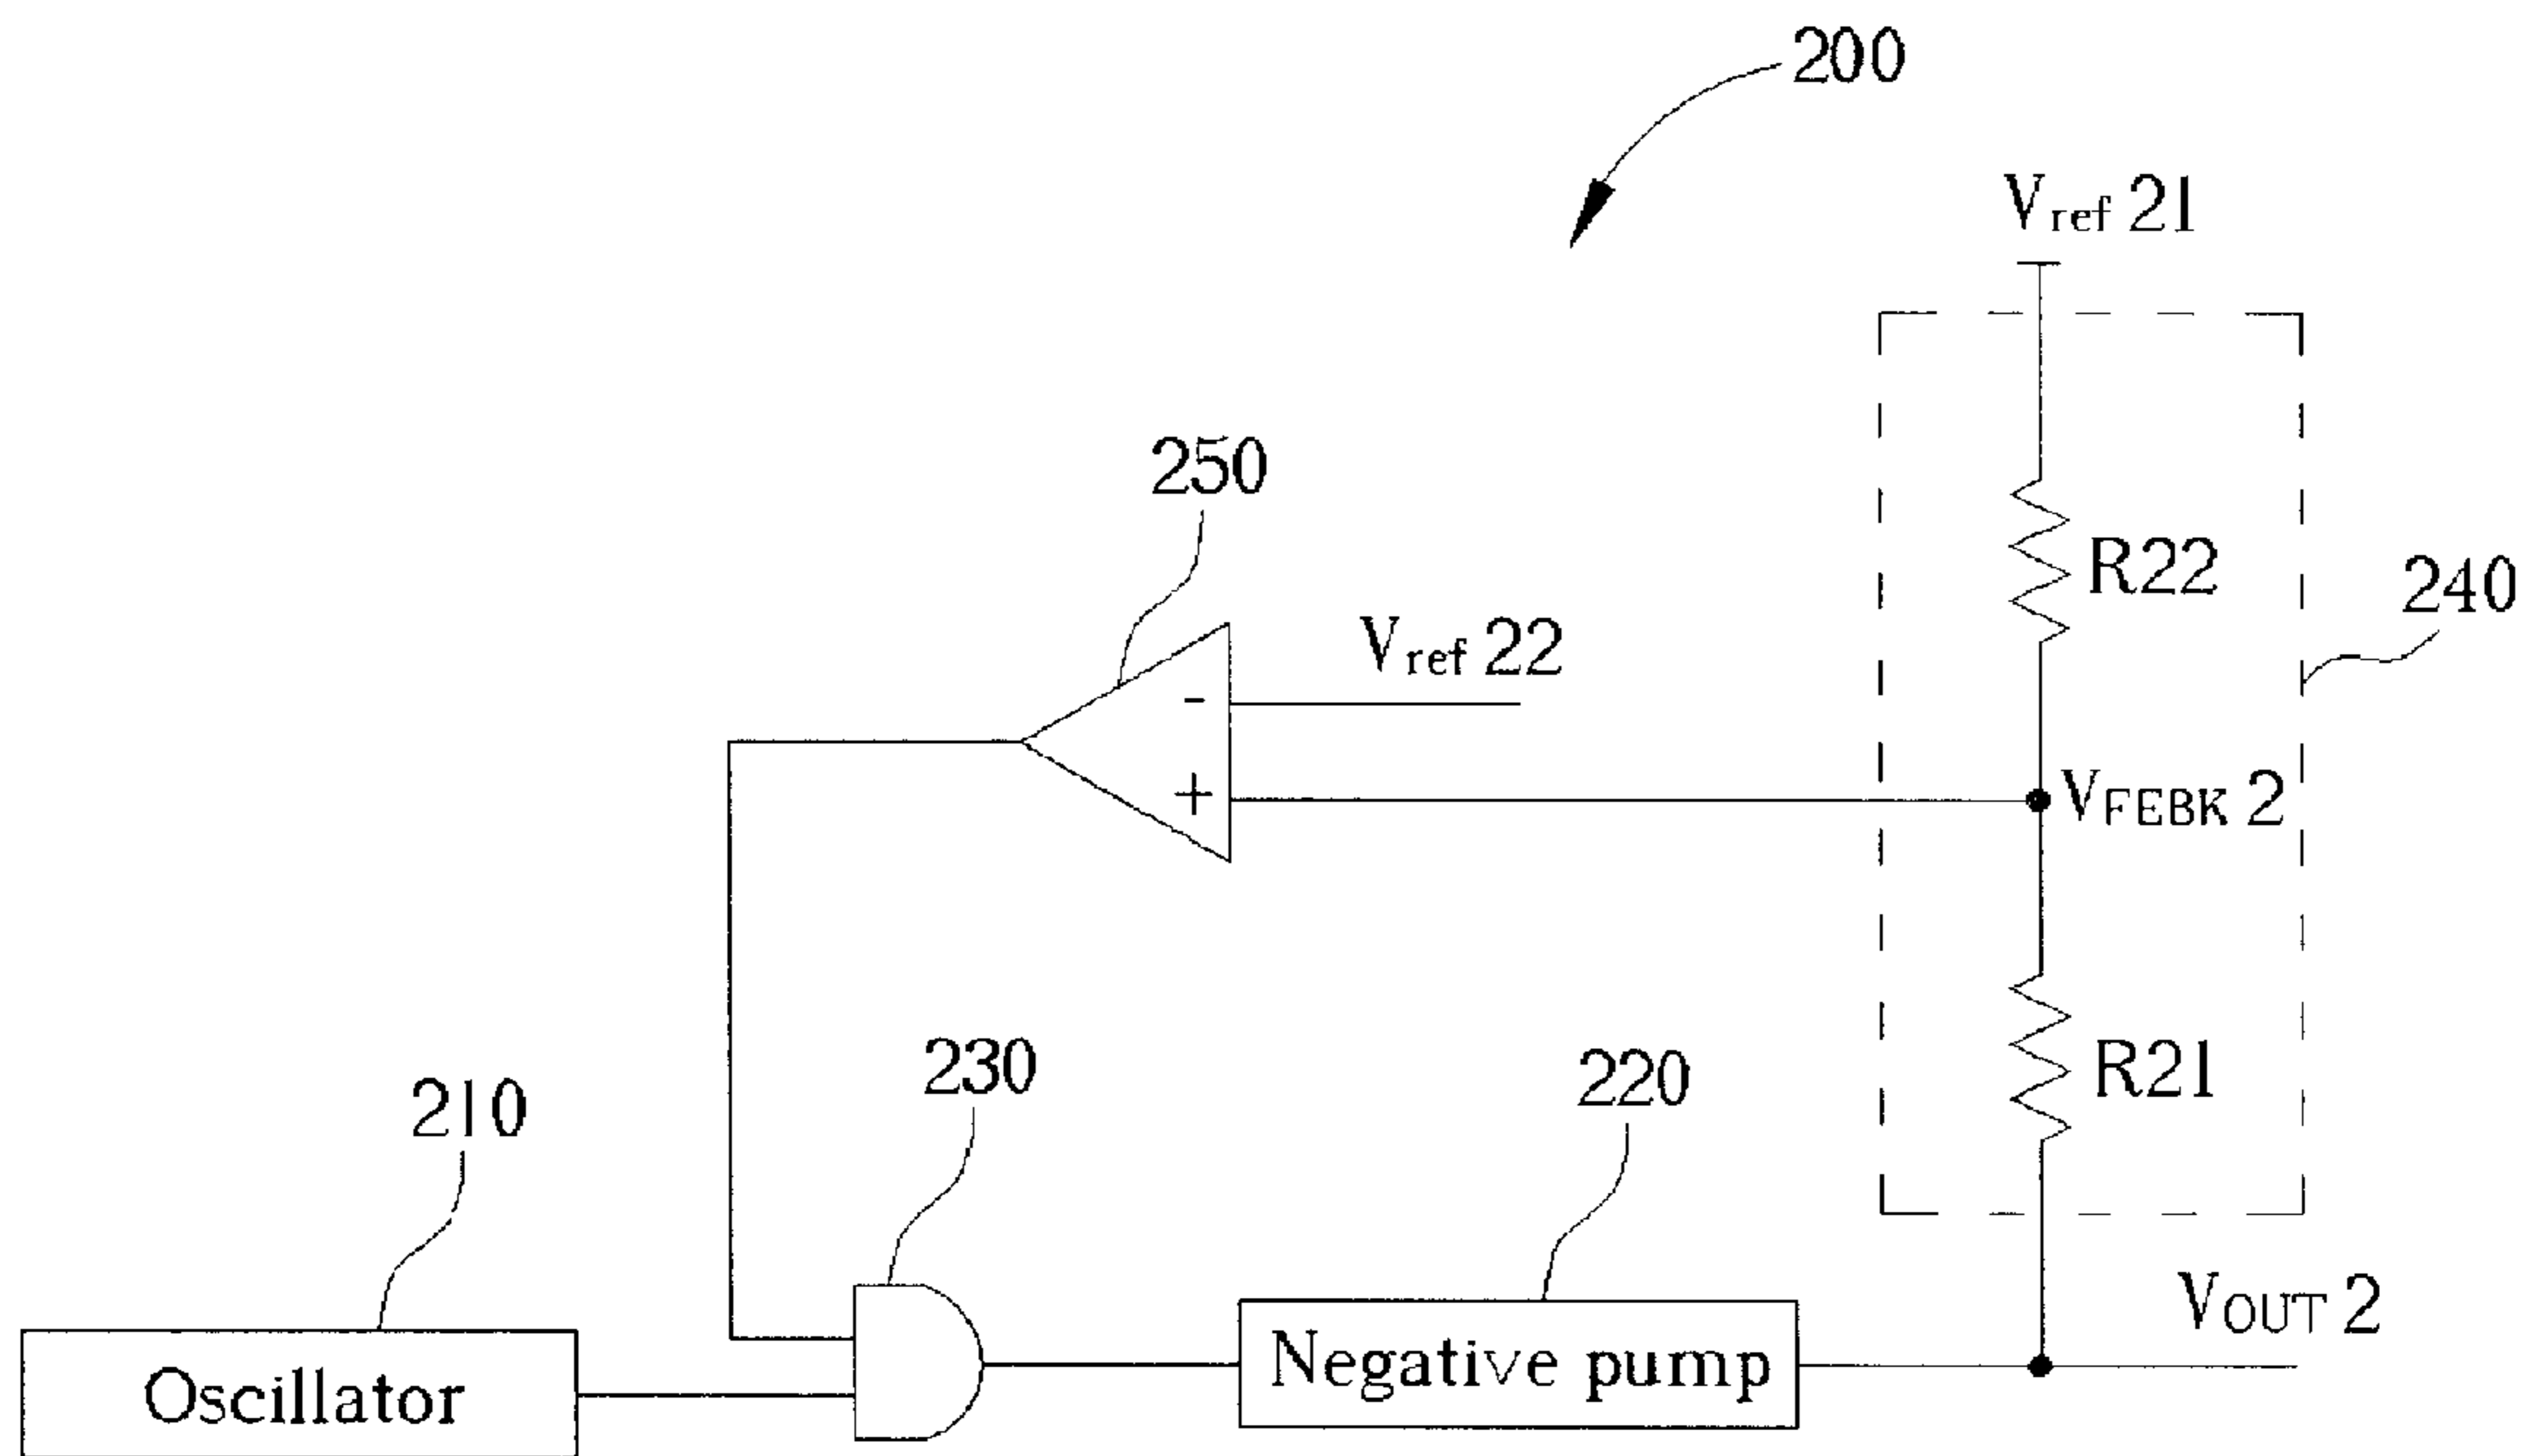 200
Vref 21
250
R22
240
Vref 22
-
+
VFEBK 2
230
220
R21
210
VOUT 2
Negative pump
Oscillator